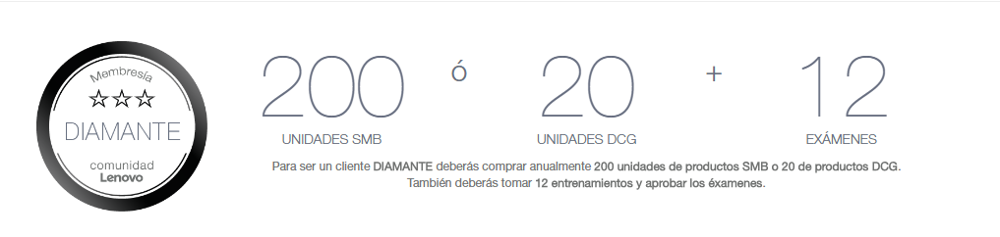 Membresía
DIAMANTE
comunidad
Lenovo
200 ó 20 + 12
UNIDADES SMB UNIDADES DCG EXÁMENES
Para ser un cliente DIAMANTE deberás comprar anualmente 200 unidades de productos SMB o 20 de productos DCG.
También deberás tomar 12 entrenamientos y aprobar los éxamenes.